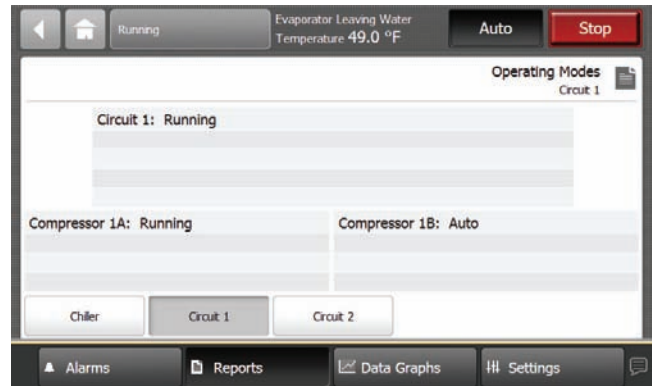 Running
Evaporator Leaving Water
Temperature 49.0 °F
Auto
Stop
Operating Modes
Circuit 1
Circuit 1: Running
Compressor 1A: Running
Compressor 1B: Auto
Chiller
Circuit 1
Circuit 2
Alarms
Reports
Data Graphs
Settings